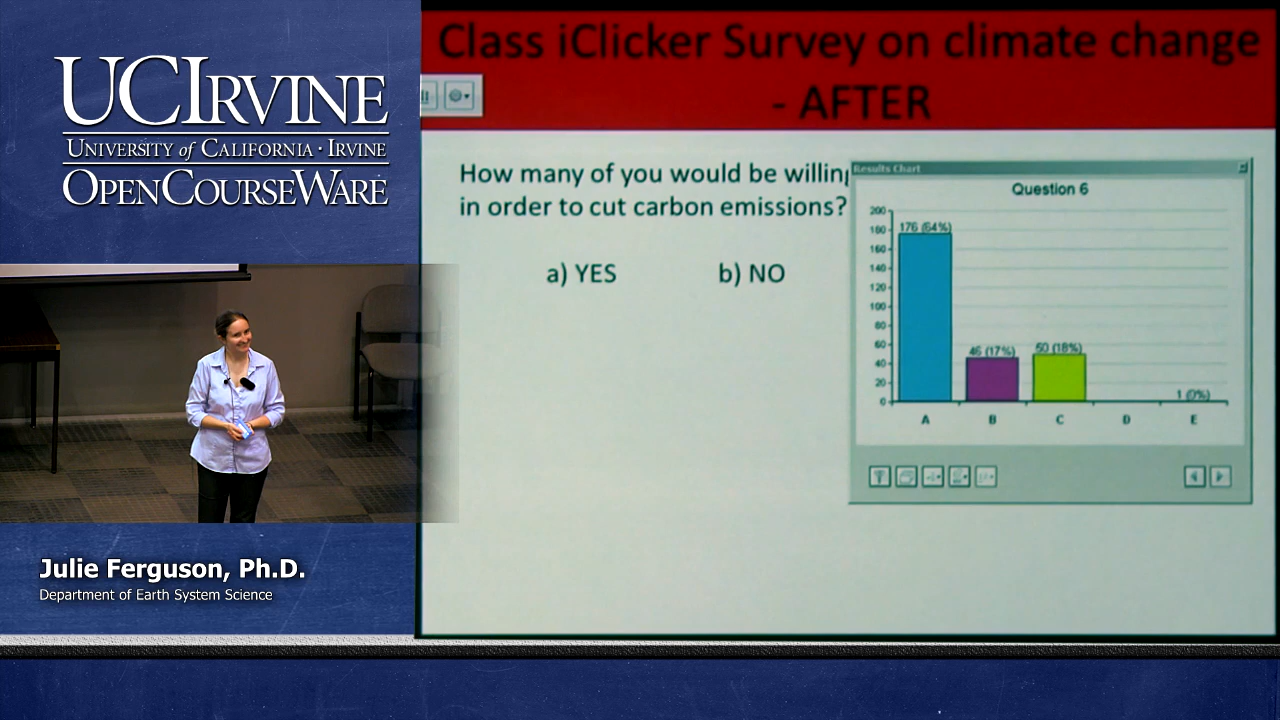 UCIRVINE
UNIVERSITY of CALIFORNIA · IRVINE
OPENCOURSEWARE
Julie Ferguson, Ph.D.
Department of Earth System Science
Class iClicker Survey on climate change
- AFTER
How many of you would be willing
in order to cut carbon emissions?
a) YES b) NO
Results Chart
Question 6
200
180
160
140
120
100
80
60
40
20
0
176 (64%)
46 (17%)
50 (18%)
1 (0%)
A B C D E